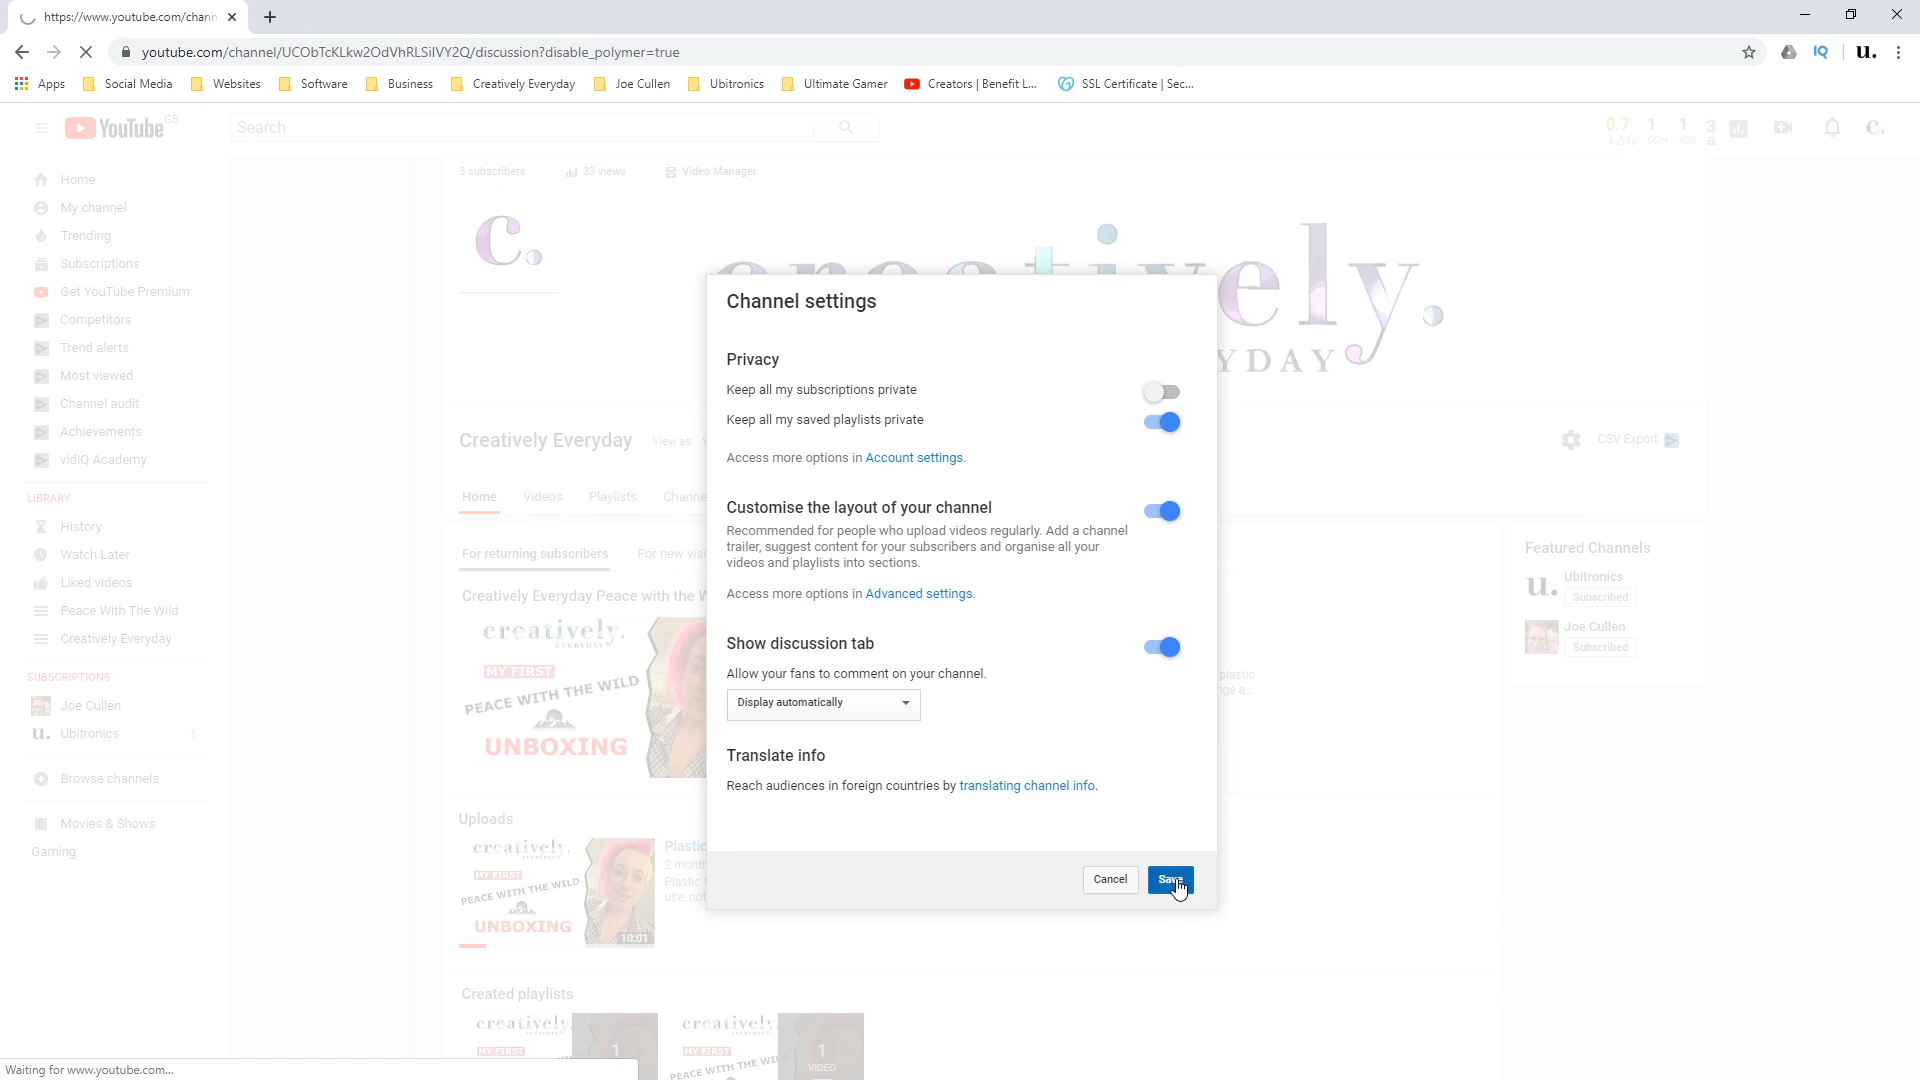 https://www.youtube.com/chann
youtube.com/channel/UCObTcKLkw2OdVhRLSilVY2Q/discussion?disable_polymer=true
Apps Social Media Websites Software Business Creatively Everyday Joe Cullen Ubitronics Ultimate Gamer Creators | Benefit L... SSL Certificate | Sec...
YouTube GB
Search
0.7 1 1 3
60m 48h
Home
My channel
Trending
Subscriptions
Get YouTube Premium
Competitors
Trend alerts
Most viewed
Channel audit
Achievements
vidIQ Academy
LIBRARY
History
Watch Later
Liked videos
Peace With The Wild
Creatively Everyday
SUBSCRIPTIONS
Joe Cullen
Ubitronics 1
Browse channels
Movies & Shows
Gaming
3 subscribers 33 views Video Manager
c.
creatively.
YDAY
Creatively Everyday View as:
CSV Export
Home Videos Playlists Channe
For returning subscribers For new visi
Creatively Everyday Peace with the W
creatively.
EVERYDAY
MY FIRST
PEACE WITH THE WILD
UNBOXING
plastic
nge a...
Uploads
creatively.
MY FIRST
PEACE WITH THE WILD
UNBOXING
10:01
Plastic
2 month
Plastic
use, not
Created playlists
creatively.
MY FIRST
1
creatively.
MY FIRST
PEACE WITH THE WILD
1
VIDEO
Featured Channels
u. Ubitronics
Subscribed
Joe Cullen
Subscribed
Channel settings
Privacy
Keep all my subscriptions private
Keep all my saved playlists private
Access more options in Account settings.
Customise the layout of your channel
Recommended for people who upload videos regularly. Add a channel
trailer, suggest content for your subscribers and organise all your
videos and playlists into sections.
Access more options in Advanced settings.
Show discussion tab
Allow your fans to comment on your channel.
Display automatically
Translate info
Reach audiences in foreign countries by translating channel info.
Cancel Save
Waiting for www.youtube.com...